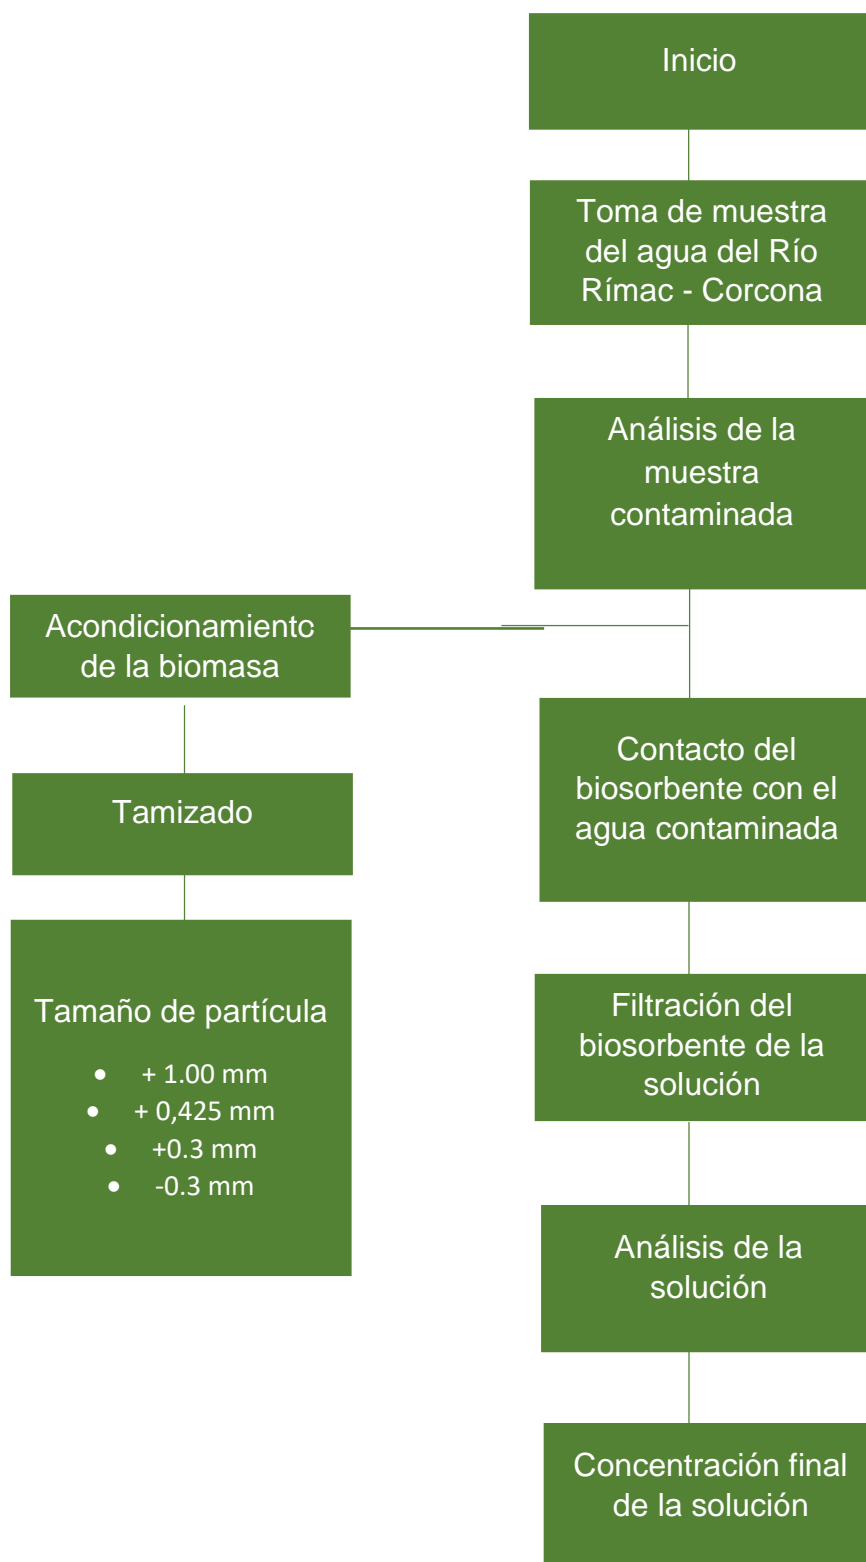 Inicio
Toma de muestra
del agua del Río
Rímac - Corcona
Análisis de la
muestra
contaminada
Acondicionamiento
de la biomasa
Tamizado
Tamaño de partícula
● + 1.00 mm
● + 0,425 mm
● +0.3 mm
● -0.3 mm
Contacto del
biosorbente con el
agua contaminada
Filtración del
biosorbente de la
solución
Análisis de la
solución
Concentración final
de la solución